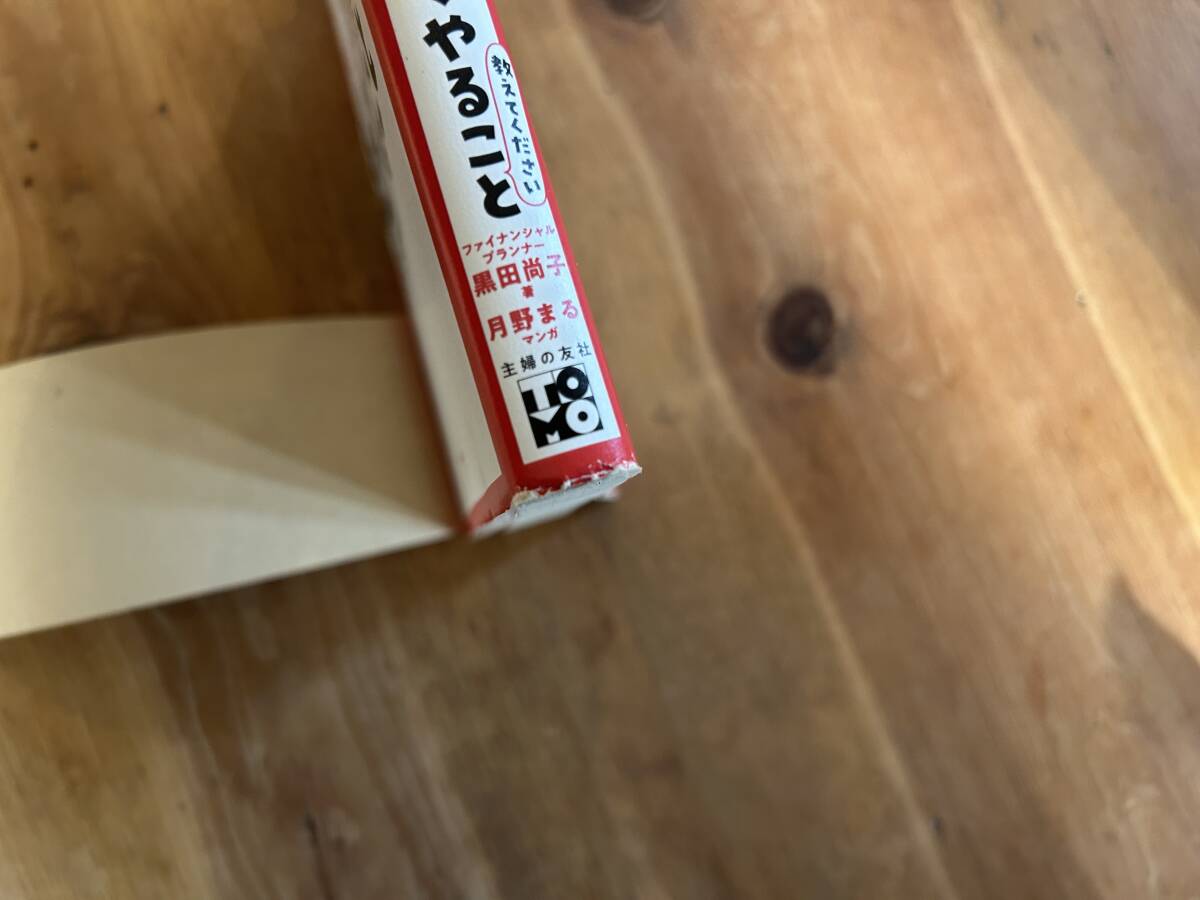 やること
教えてください
ファイナンシャル
プランナー
黒田尚子
著
月野まる
マンガ
主婦の友社
TO
MO